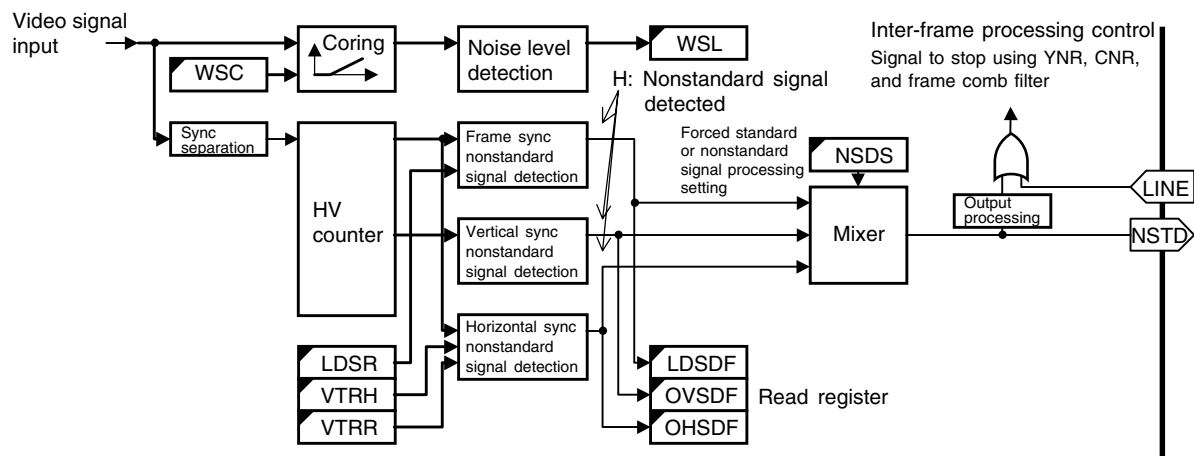 Video signal
input
WSC
Coring
Noise level
detection
WSL
H: Nonstandard signal
detected
Inter-frame processing control
Signal to stop using YNR, CNR,
and frame comb filter
Sync
separation
HV
counter
Frame sync
nonstandard
signal detection
Vertical sync
nonstandard
signal detection
Horizontal sync
nonstandard
signal detection
Forced standard
or nonstandard
signal processing
setting
NSDS
Mixer
Output
processing
LINE
NSTD
LDSR
VTRH
VTRR
LDSDF
OVSDF
OHSDF
Read register